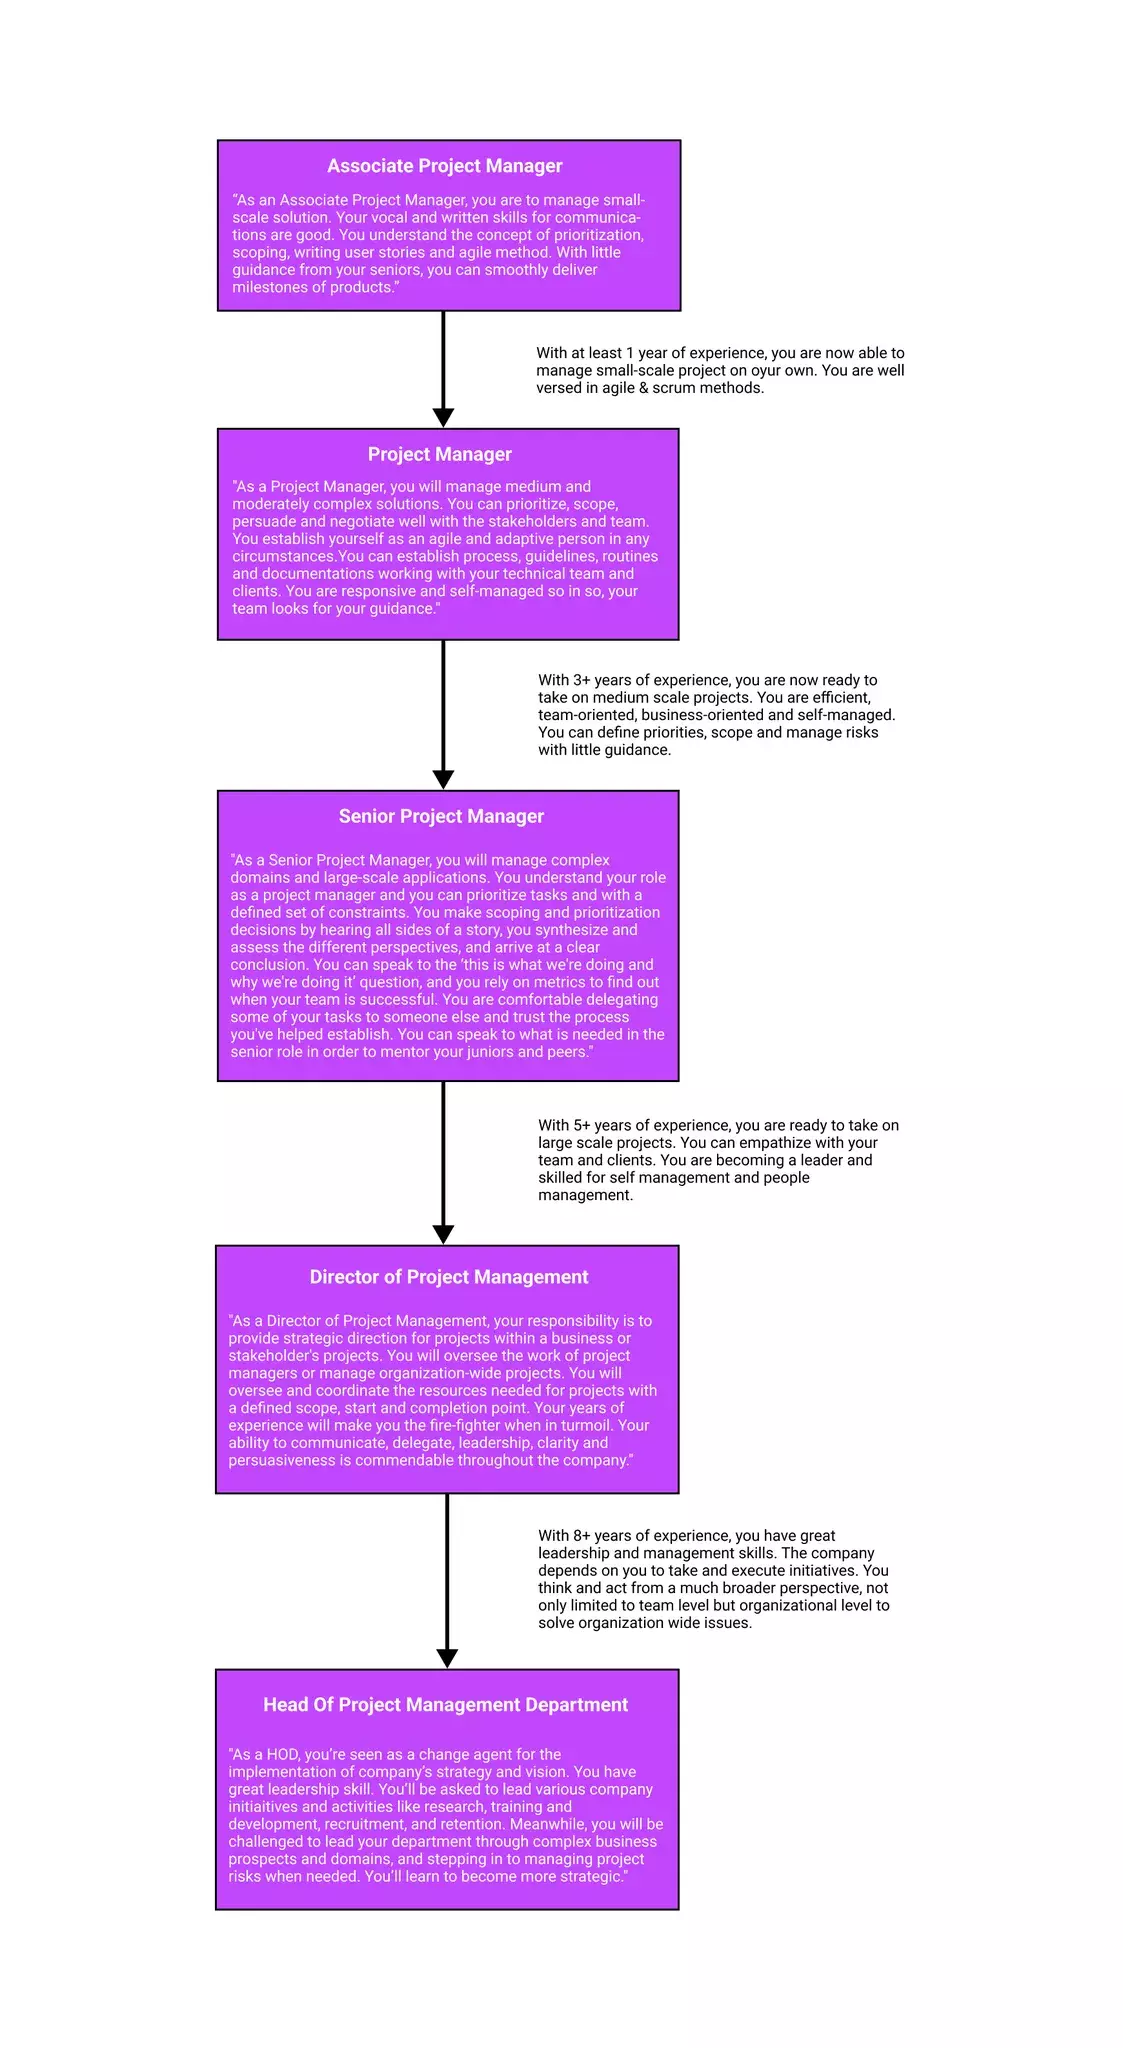 Associate Project Manager
“As an Associate Project Manager, you are to manage small-
scale solution. Your vocal and written skills for communica-
tions are good. You understand the concept of prioritization,
scoping, writing user stories and agile method. With little
guidance from your seniors, you can smoothly deliver
milestones of products.”
With at least 1 year of experience, you are now able to
manage small-scale project on oyur own. You are well
versed in agile & scrum methods.
Project Manager
"As a Project Manager, you will manage medium and
moderately complex solutions. You can prioritize, scope,
persuade and negotiate well with the stakeholders and team.
You establish yourself as an agile and adaptive person in any
circumstances.You can establish process, guidelines, routines
and documentations working with your technical team and
clients. You are responsive and self-managed so in so, your
team looks for your guidance."
With 3+ years of experience, you are now ready to
take on medium scale projects. You are efficient,
team-oriented, business-oriented and self-managed.
You can define priorities, scope and manage risks
with little guidance.
Senior Project Manager
"As a Senior Project Manager, you will manage complex
domains and large-scale applications. You understand your role
as a project manager and you can prioritize tasks and with a
defined set of constraints. You make scoping and prioritization
decisions by hearing all sides of a story, you synthesize and
assess the different perspectives, and arrive at a clear
conclusion. You can speak to the ‘this is what we're doing and
why we're doing it’ question, and you rely on metrics to find out
when your team is successful. You are comfortable delegating
some of your tasks to someone else and trust the process
you've helped establish. You can speak to what is needed in the
senior role in order to mentor your juniors and peers."
With 5+ years of experience, you are ready to take on
large scale projects. You can empathize with your
team and clients. You are becoming a leader and
skilled for self management and people
management.
Director of Project Management
"As a Director of Project Management, your responsibility is to
provide strategic direction for projects within a business or
stakeholder's projects. You will oversee the work of project
managers or manage organization-wide projects. You will
oversee and coordinate the resources needed for projects with
a defined scope, start and completion point. Your years of
experience will make you the fire-fighter when in turmoil. Your
ability to communicate, delegate, leadership, clarity and
persuasiveness is commendable throughout the company."
With 8+ years of experience, you have great
leadership and management skills. The company
depends on you to take and execute initiatives. You
think and act from a much broader perspective, not
only limited to team level but organizational level to
solve organization wide issues.
Head Of Project Management Department
"As a HOD, you’re seen as a change agent for the
implementation of company’s strategy and vision. You have
great leadership skill. You’ll be asked to lead various company
initiaitives and activities like research, training and
development, recruitment, and retention. Meanwhile, you will be
challenged to lead your department through complex business
prospects and domains, and stepping in to managing project
risks when needed. You’ll learn to become more strategic."